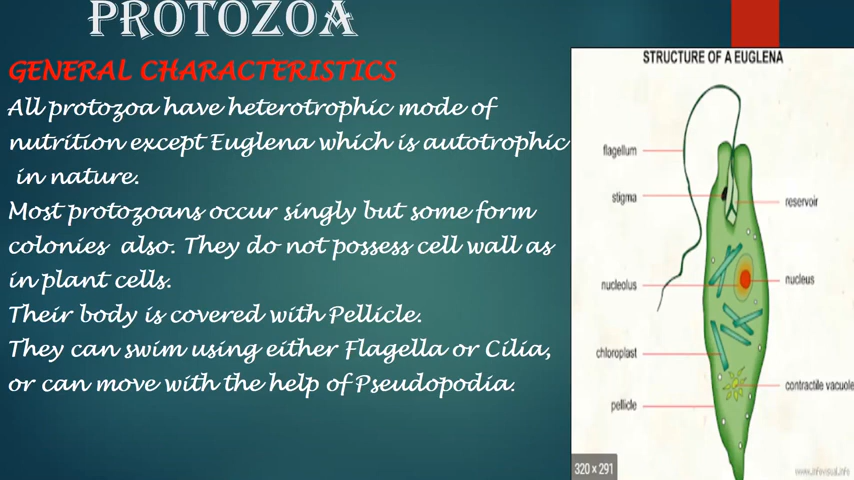 PROTOZOA
GENERAL CHARACTERISTICS
All protozoa have heterotrophic mode of
nutrition except Euglena which is autotrophic
in nature.
Most protozoans occur singly but some form
colonies also. They do not possess cell wall as
in plant cells.
Their body is covered with Pellicle.
They can swim using either Flagella or Cilia,
or can move with the help of Pseudopodia.
STRUCTURE OF A EUGLENA
flagellum
stigma
reservoir
nucleolus
nucleus
chloroplast
contractile vacuole
pellicle
320 × 291
www.infovisual.info